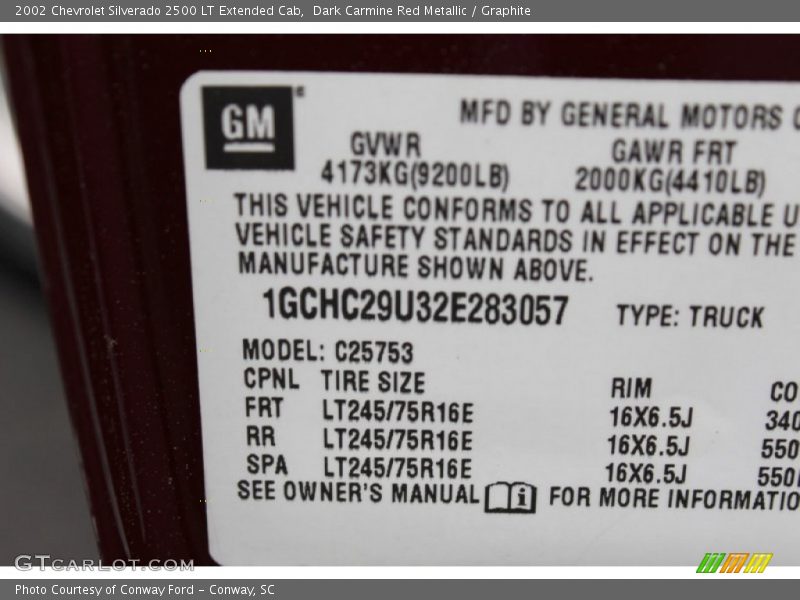 2002 Chevrolet Silverado 2500 LT Extended Cab,  Dark Carmine Red Metallic / Graphite
GM
MFD BY GENERAL MOTORS
GVWR GAWR FRT
4173KG(9200LB) 2000KG(4410LB)
THIS VEHICLE CONFORMS TO ALL APPLICABLE U
VEHICLE SAFETY STANDARDS IN EFFECT ON THE
MANUFACTURE SHOWN ABOVE.
1GCHC29U32E283057 TYPE: TRUCK
MODEL: C25753
CPNL TIRE SIZE RIM CO
FRT LT245/75R16E 16X6.5J 340
RR LT245/75R16E 16X6.5J 550
SPA LT245/75R16E 16X6.5J 550
SEE OWNER'S MANUAL FOR MORE INFORMATIO
GTCARLOT.COM
Photo Courtesy of Conway Ford - Conway, SC